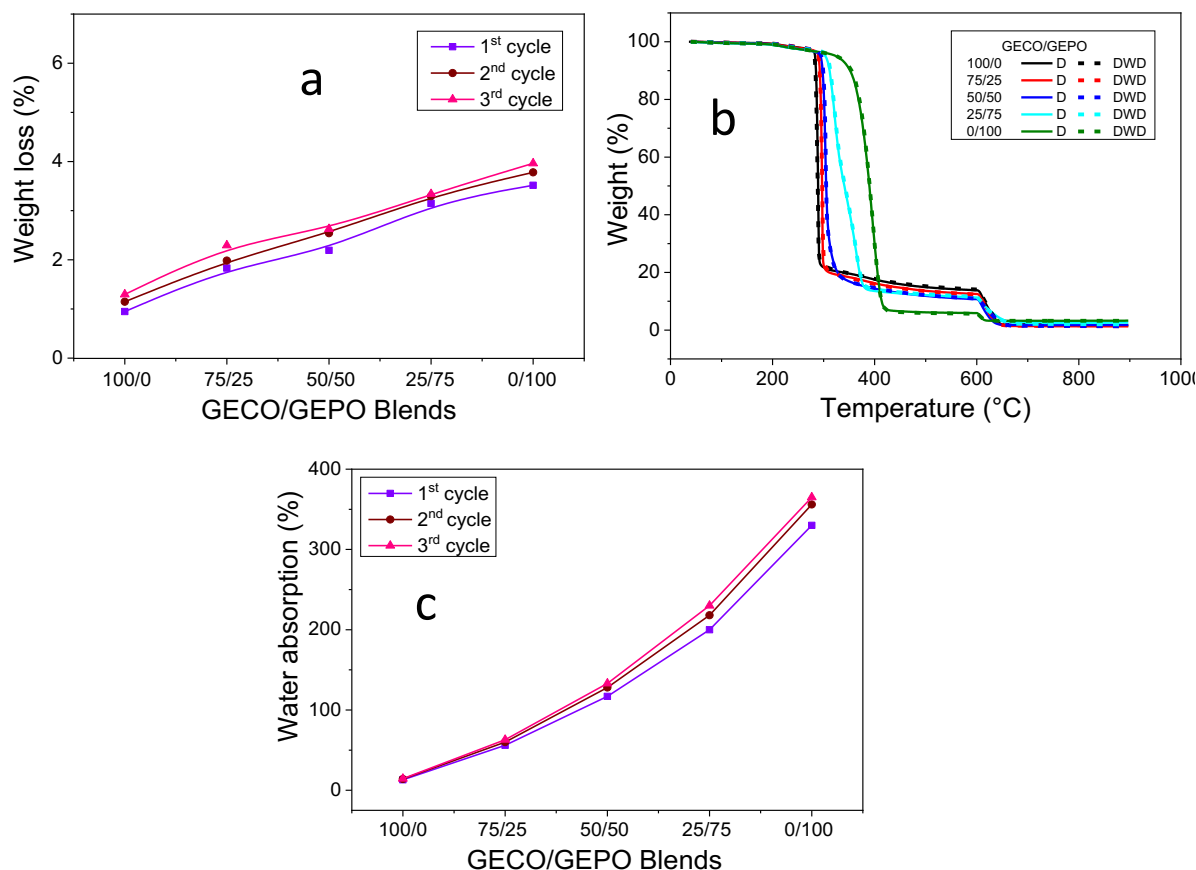 a
1st cycle
2nd cycle
3rd cycle
Weight loss (%)
6
4
2
0
100/0 75/25 50/50 25/75 0/100
GECO/GEPO Blends
b
GECO/GEPO
100/0 D DWD
75/25 D DWD
50/50 D DWD
25/75 D DWD
0/100 D DWD
Weight (%)
100
80
60
40
20
0
0 200 400 600 800 1000
Temperature (°C)
c
1st cycle
2nd cycle
3rd cycle
Water absorption (%)
400
300
200
100
0
100/0 75/25 50/50 25/75 0/100
GECO/GEPO Blends